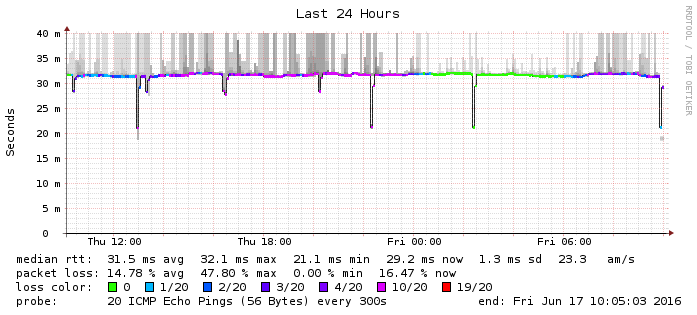 Last 24 Hours
RRDTOOL / TOBI OETIKER
Seconds
40 m
35 m
30 m
25 m
20 m
15 m
10 m
5 m
0
Thu 12:00 Thu 18:00 Fri 00:00 Fri 06:00
median rtt: 31.5 ms avg 32.1 ms max 21.1 ms min 29.2 ms now 1.3 ms sd 23.3 am/s
packet loss: 14.78 % avg 47.80 % max 0.00 % min 16.47 % now
loss color: 0 1/20 2/20 3/20 4/20 10/20 19/20
probe: 20 ICMP Echo Pings (56 Bytes) every 300s end: Fri Jun 17 10:05:03 2016